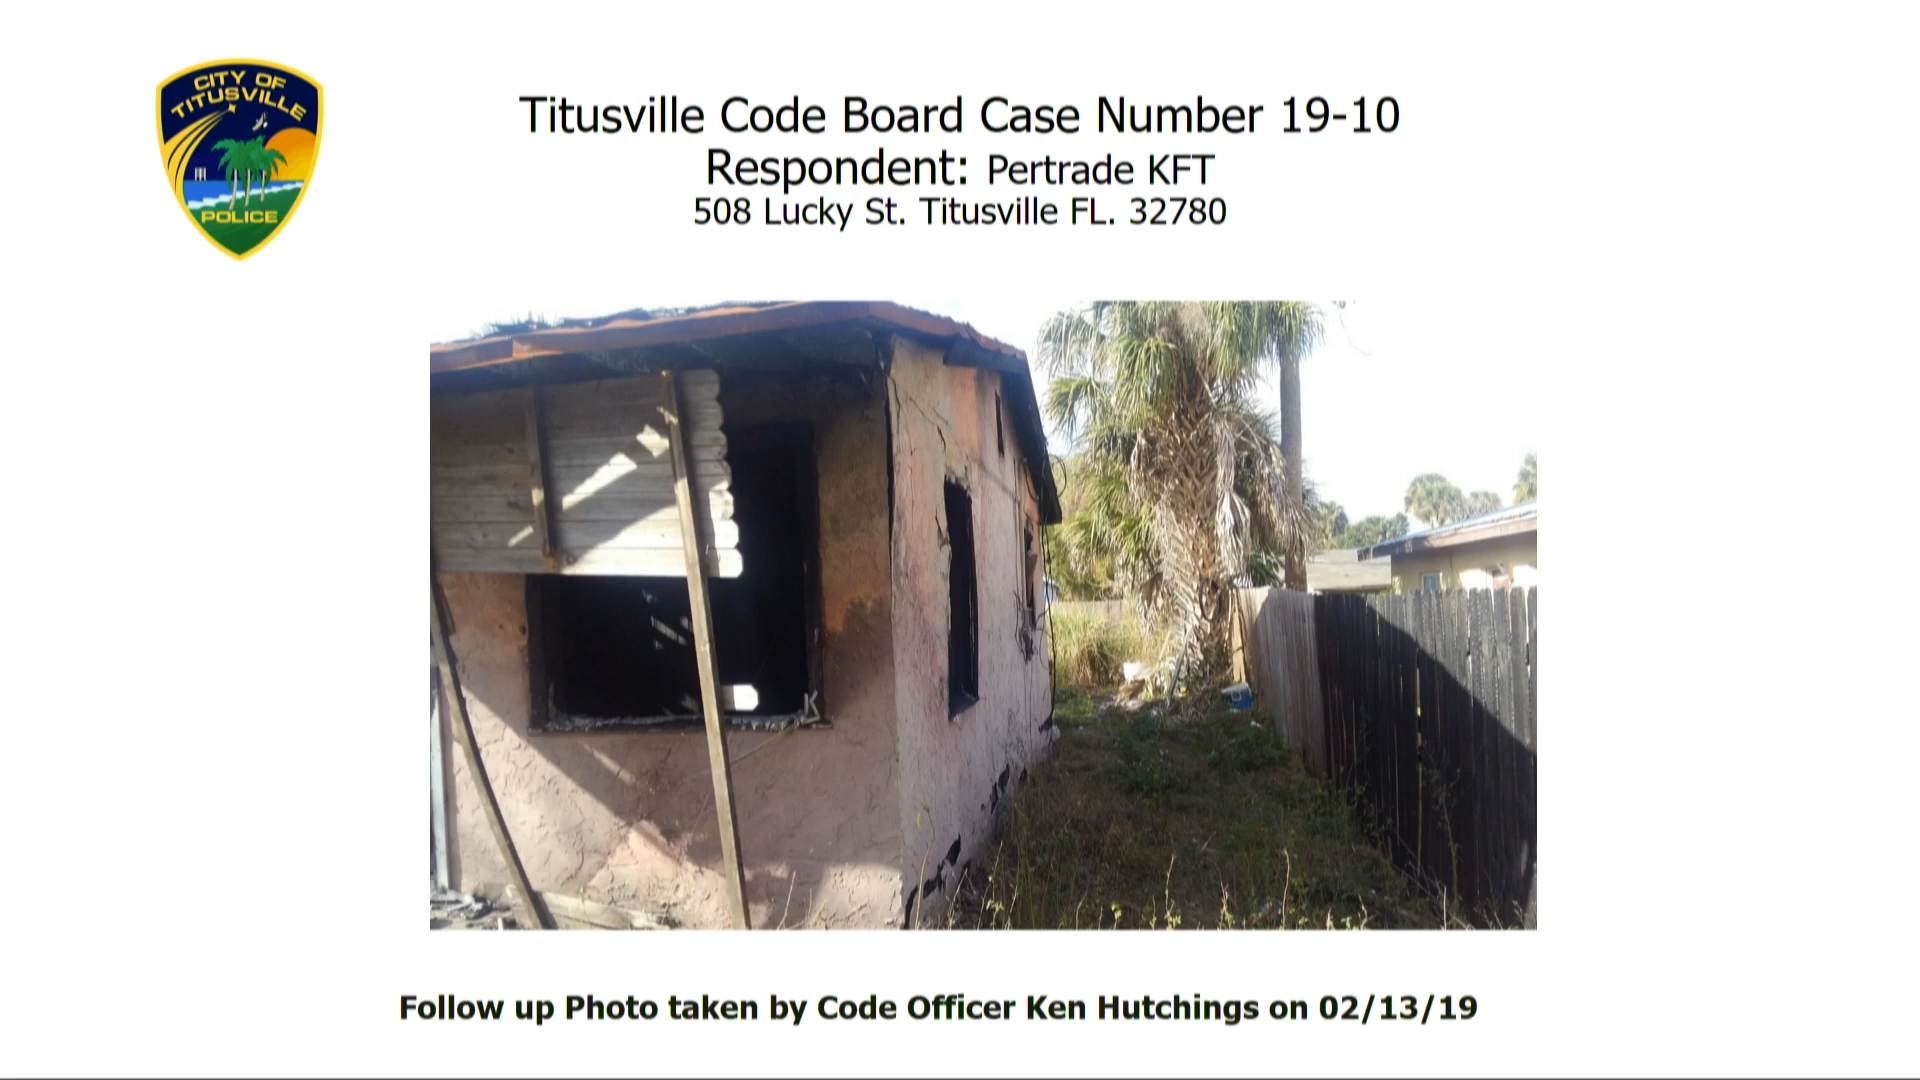 CITY OF
TITUSVILLE
POLICE
Titusville Code Board Case Number 19-10
Respondent: Pertrade KFT
508 Lucky St. Titusville FL. 32780
Follow up Photo taken by Code Officer Ken Hutchings on 02/13/19